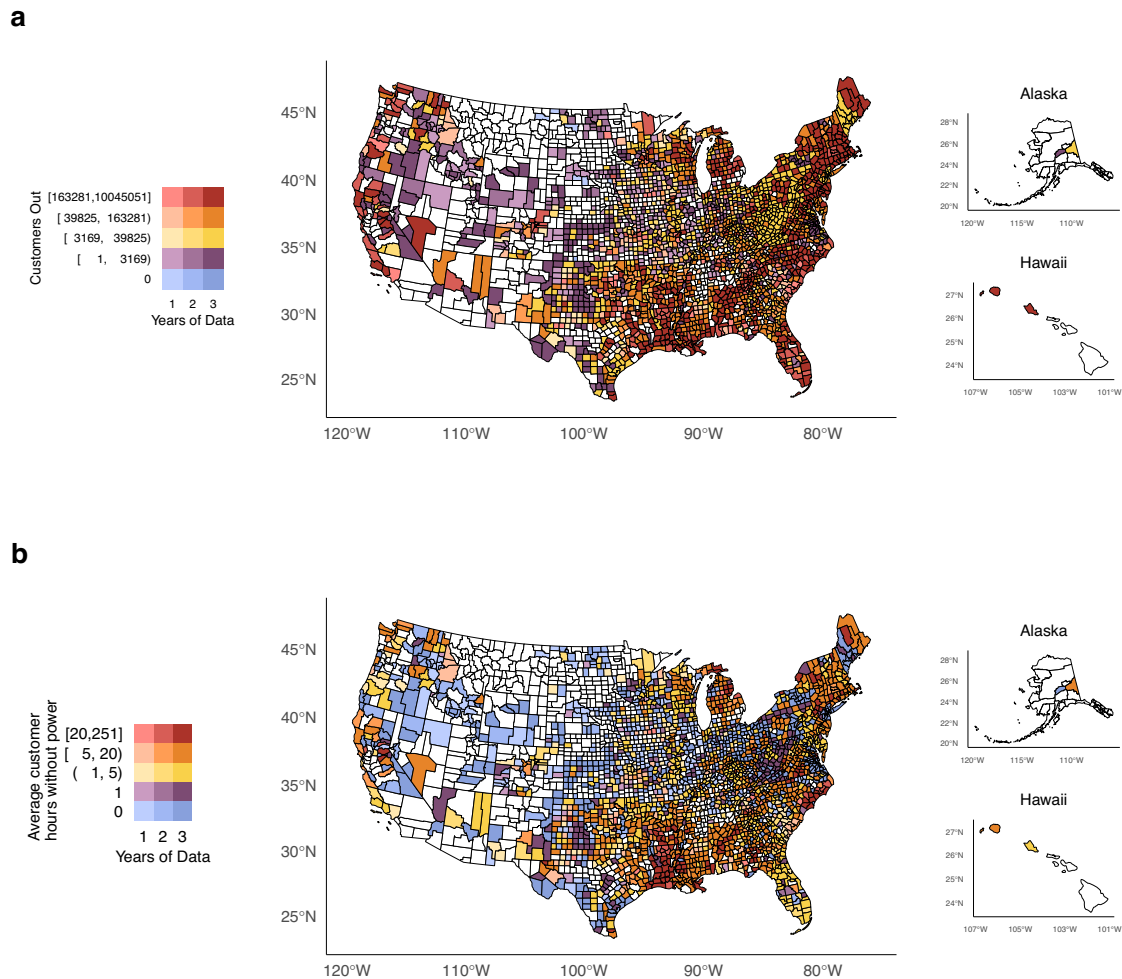 a
45°N
40°N
35°N
30°N
25°N
120°W 110°W 100°W 90°W 80°W
Customers Out
[163281,10045051]
[ 39825, 163281)
[ 3169, 39825)
[ 1, 3169)
0
1 2 3
Years of Data
Alaska
28°N
26°N
24°N
22°N
20°N
120°W 115°W 110°W
Hawaii
27°N
26°N
25°N
24°N
107°W 105°W 103°W 101°W
b
45°N
40°N
35°N
30°N
25°N
120°W 110°W 100°W 90°W 80°W
Average customer
hours without power
[20,251]
[ 5, 20)
( 1, 5)
1
0
1 2 3
Years of Data
Alaska
28°N
26°N
24°N
22°N
20°N
120°W 115°W 110°W
Hawaii
27°N
26°N
25°N
24°N
107°W 105°W 103°W 101°W